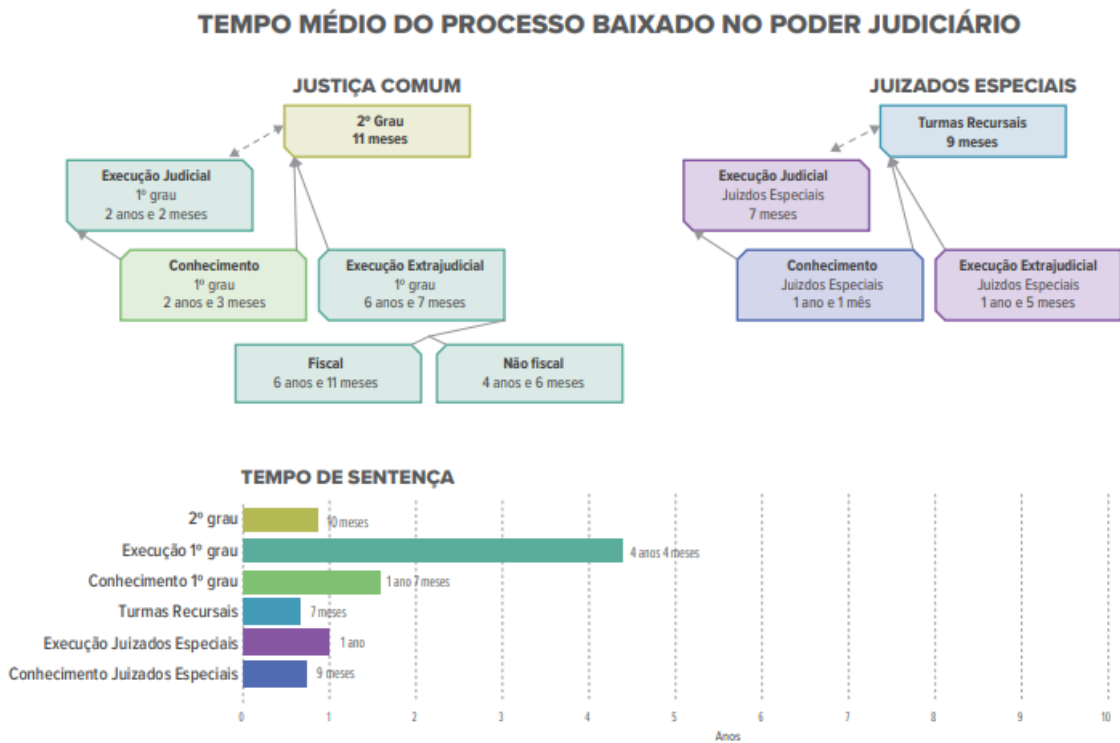 TEMPO MÉDIO DO PROCESSO BAIXADO NO PODER JUDICIÁRIO
JUSTIÇA COMUM
2º Grau
11 meses
Execução Judicial
1º grau
2 anos e 2 meses
Conhecimento
1º grau
2 anos e 3 meses
Execução Extrajudicial
1º grau
6 anos e 7 meses
Fiscal
6 anos e 11 meses
Não fiscal
4 anos e 6 meses
JUIZADOS ESPECIAIS
Turmas Recursais
9 meses
Execução Judicial
Juizdos Especiais
7 meses
Conhecimento
Juizdos Especiais
1 ano e 1 mês
Execução Extrajudicial
Juizdos Especiais
1 ano e 5 meses
TEMPO DE SENTENÇA
2º grau 10 meses
Execução 1º grau 4 anos 4 meses
Conhecimento 1º grau 1 ano 7 meses
Turmas Recursais 7 meses
Execução Juizados Especiais 1 ano
Conhecimento Juizados Especiais 9 meses
0 1 2 3 4 5 6 7 8 9 10
Anos